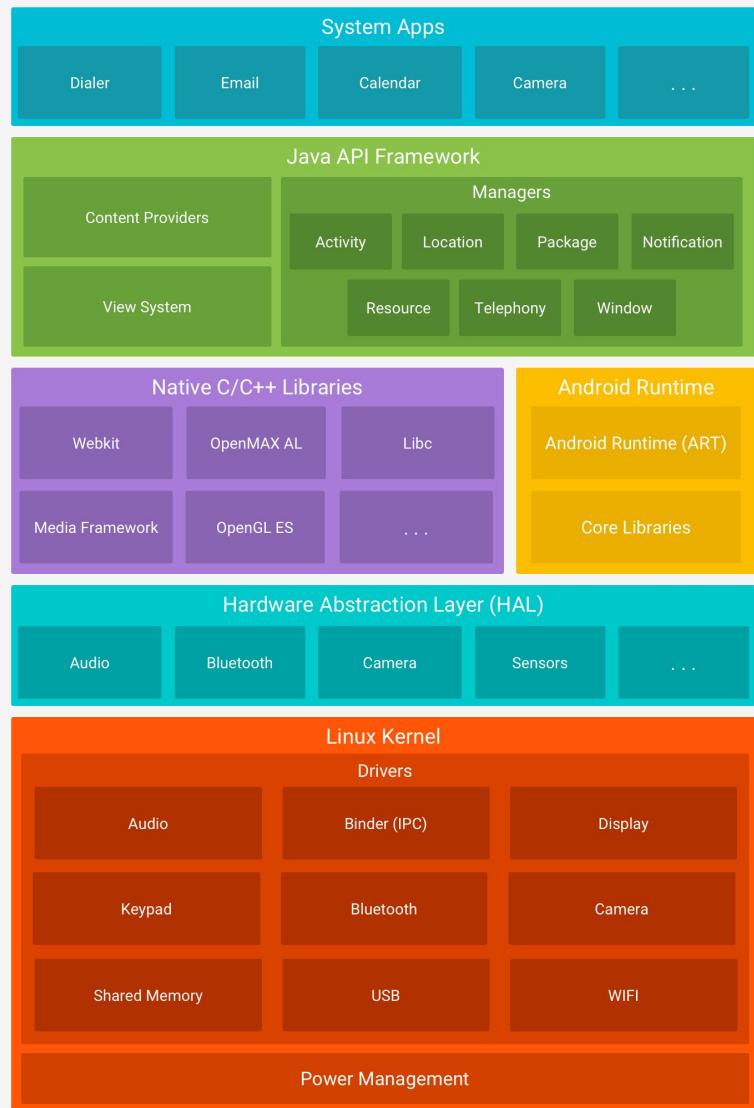 System Apps
Dialer
Email
Calendar
Camera
. . .
Java API Framework
Content Providers
View System
Managers
Activity
Location
Package
Notification
Resource
Telephony
Window
Native C/C++ Libraries
Webkit
OpenMAX AL
Libc
Media Framework
OpenGL ES
. . .
Android Runtime
Android Runtime (ART)
Core Libraries
Hardware Abstraction Layer (HAL)
Audio
Bluetooth
Camera
Sensors
. . .
Linux Kernel
Drivers
Audio
Binder (IPC)
Display
Keypad
Bluetooth
Camera
Shared Memory
USB
WIFI
Power Management